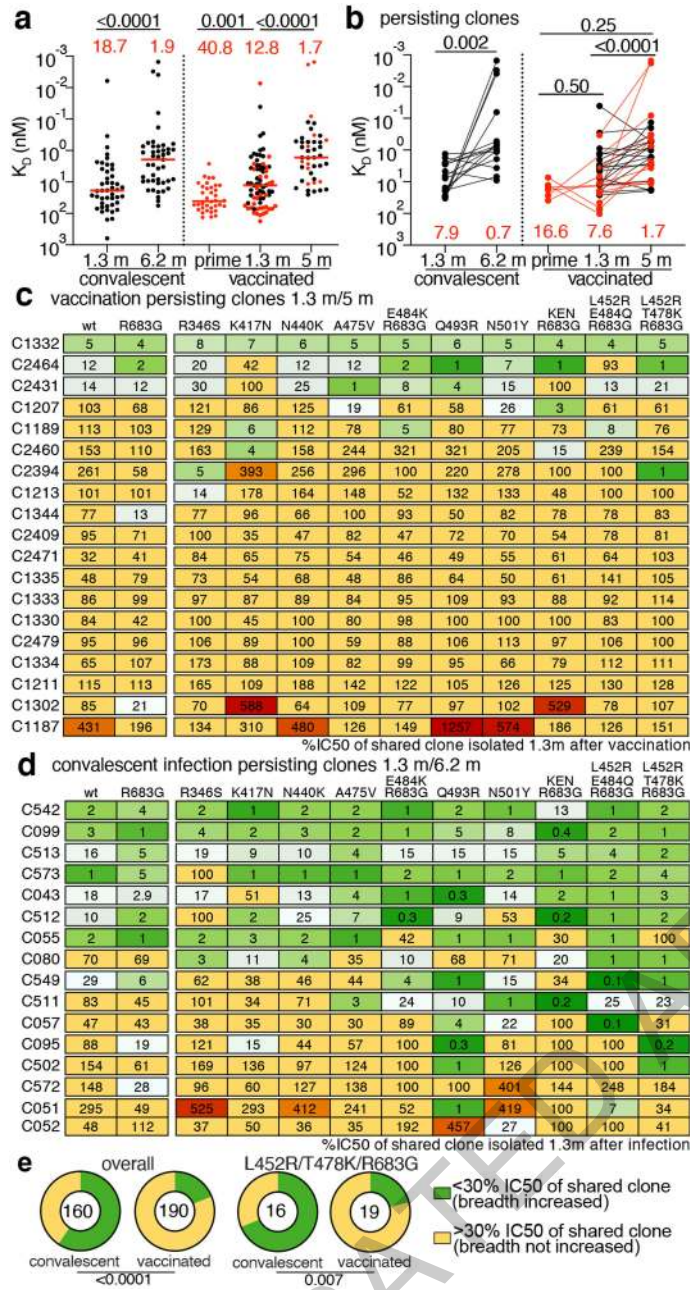 a
<0.0001 0.001 <0.0001
18.7 1.9 40.8 12.8 1.7
10-3
10-2
10-1
100
101
102
103
KD (nM)
1.3 m 6.2 m prime 1.3 m 5 m
convalescent vaccinated
b persisting clones
0.25
0.002 <0.0001
0.50
10-3
10-2
10-1
100
101
102
103
KD (nM)
7.9 0.7 16.6 7.6 1.7
1.3 m 6.2 m prime 1.3 m 5 m
convalescent vaccinated
c vaccination persisting clones 1.3 m/5 m
wt R683G R346S K417N N440K A475V E484K R683G Q493R N501Y KEN R683G L452R E484Q R683G L452R T478K R683G
C1332 5 4 8 7 6 5 5 6 5 4 4 5
C2464 12 2 20 42 12 12 2 1 7 1 93 1
C2431 14 12 30 100 25 1 8 4 15 100 13 21
C1207 103 68 121 86 125 19 61 58 26 3 61 61
C1189 113 103 129 6 112 78 5 80 77 73 8 76
C2460 153 110 163 4 158 244 321 321 205 15 239 154
C2394 261 58 5 393 256 296 100 220 278 100 100 1
C1213 101 101 14 178 164 148 52 132 133 48 100 100
C1344 77 13 77 96 66 100 93 50 82 78 78 83
C2409 95 71 100 35 47 82 47 72 70 54 78 81
C2471 32 41 84 65 75 54 46 49 55 61 64 103
C1335 48 79 73 54 68 48 86 64 50 61 141 105
C1333 86 99 97 87 89 84 95 109 93 88 92 114
C1330 84 42 100 45 100 80 98 100 100 100 83 100
C2479 95 96 106 89 100 59 88 106 113 97 106 100
C1334 65 107 173 88 109 82 99 95 66 79 112 111
C1211 115 113 165 109 188 142 122 105 126 125 130 128
C1302 85 21 70 588 64 109 77 97 102 529 78 107
C1187 431 196 134 310 480 126 149 1257 574 186 126 151
%IC50 of shared clone isolated 1.3m after vaccination
d convalescent infection persisting clones 1.3 m/6.2 m
wt R683G R346S K417N N440K A475V E484K R683G Q493R N501Y KEN R683G L452R E484Q R683G L452R T478K R683G
C542 2 4 2 1 2 2 1 2 1 13 1 2
C099 3 1 4 2 3 2 1 5 8 0.4 2 1
C513 16 5 19 9 10 4 15 15 15 5 4 2
C573 1 5 100 1 1 1 2 1 2 2 2 4
C043 18 2.9 17 51 13 4 1 0.3 14 2 1 3
C512 10 2 100 2 25 7 0.3 9 53 0.2 1 2
C055 2 1 2 3 2 1 42 2 1 30 1 100
C080 70 69 3 11 4 35 10 68 71 20 1 1
C549 29 6 62 38 46 44 4 1 15 34 0.1 1
C511 83 45 101 34 71 3 24 10 1 0.2 25 23
C057 47 43 38 35 30 30 89 4 22 100 0.1 31
C095 88 19 121 15 44 57 100 0.3 81 100 100 0.2
C502 154 61 169 136 97 124 100 1 126 100 100 1
C572 148 28 96 60 127 138 100 100 401 144 248 184
C051 295 49 525 293 412 241 52 1 419 100 7 34
C052 48 112 37 50 36 35 192 457 27 100 100 41
%IC50 of shared clone isolated 1.3m after infection
e
overall L452R/T478K/R683G
160 190 16 19
convalescent vaccinated convalescent vaccinated
<0.0001 0.007
<30% IC50 of shared clone
(breadth increased)
>30% IC50 of shared clone
(breadth not increased)